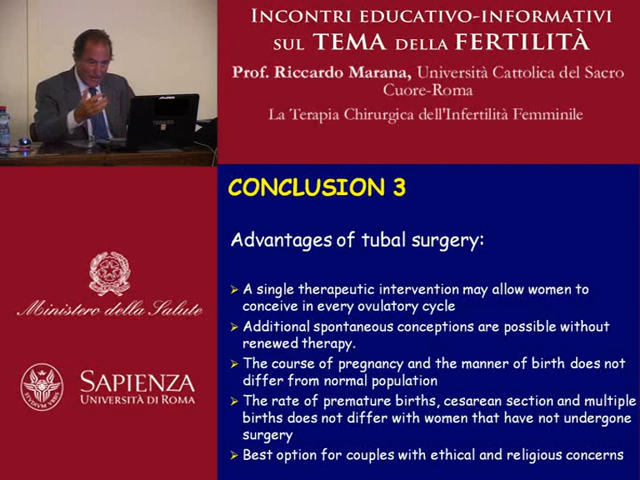 INCONTRI EDUCATIVO-INFORMATIVI
SUL TEMA DELLA FERTILITÀ
Prof. Riccardo Marana, Università Cattolica del Sacro
Cuore-Roma
La Terapia Chirurgica dell'Infertilità Femminile
CONCLUSION 3
Advantages of tubal surgery:
A single therapeutic intervention may allow women to
conceive in every ovulatory cycle
Additional spontaneous conceptions are possible without
renewed therapy.
The course of pregnancy and the manner of birth does not
differ from normal population
The rate of premature births, cesarean section and multiple
births does not differ with women that have not undergone
surgery
Best option for couples with ethical and religious concerns
Ministero della Salute
SAPIENZA
UNIVERSITÀ DI ROMA